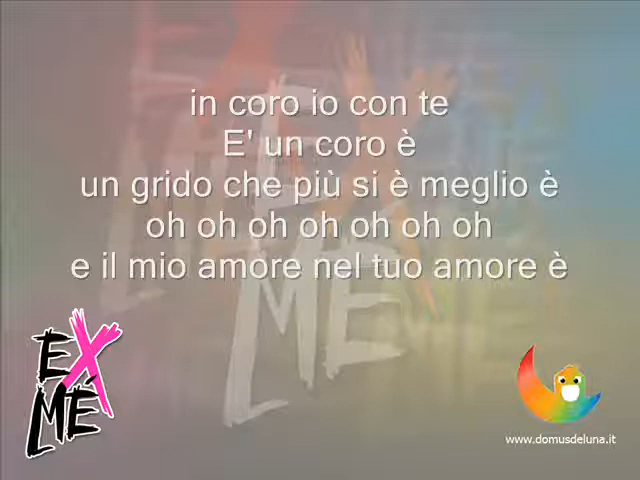 in coro io con te
E' un coro è
un grido che più si è meglio è
oh oh oh oh oh oh oh
e il mio amore nel tuo amore è
EX
MÉ
www.domusdeluna.it